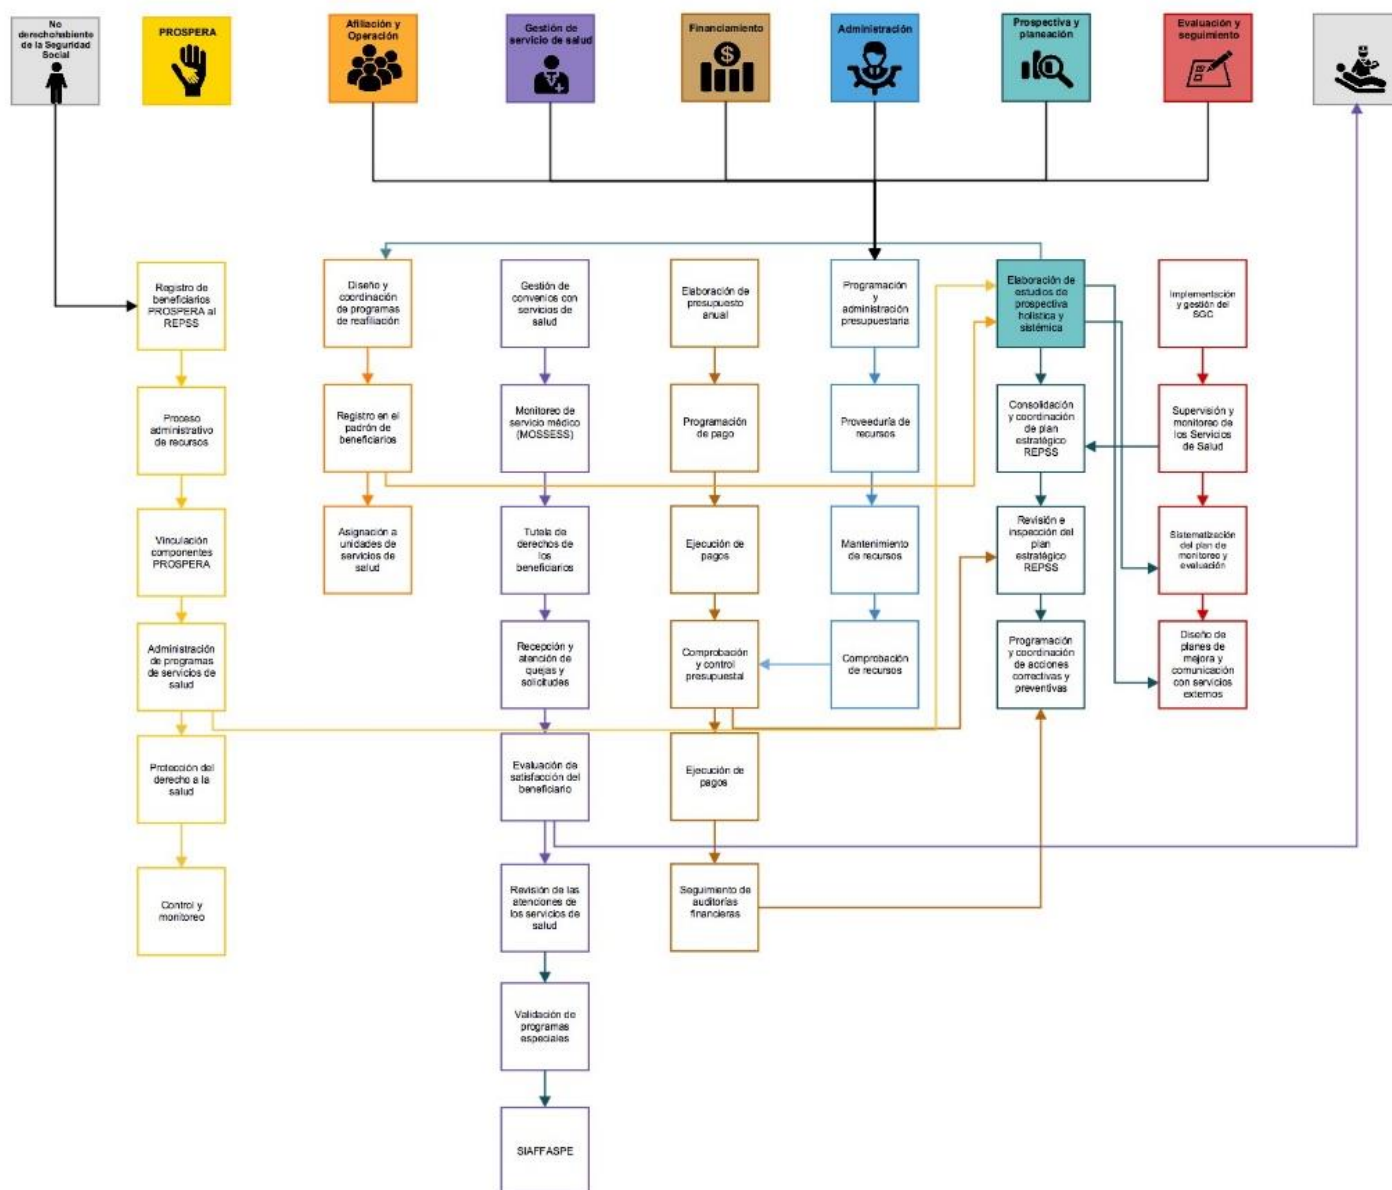 No
derechohabiente
de la Seguridad
Social
PROSPERA
Afiliación y
Operación
Gestión de
servicio de salud
Financiamiento
Administración
Prospectiva y
planeación
Evaluación y
seguimiento
Registro de
beneficiarios
PROSPERA al
REPSS
Proceso
administrativo
de recursos
Vinculación
componentes
PROSPERA
Administración
de programas
de servicios de
salud
Protección del
derecho a la
salud
Control y
monitoreo
Diseño y
coordinación
de programas
de reafiliación
Registro en el
padrón de
beneficiarios
Asignación a
unidades de
servicios de
salud
Gestión de
convenios con
servicios de
salud
Monitoreo de
servicio médico
(MOSSESS)
Tutela de
derechos de
los
beneficiarios
Recepción y
atención de
quejas y
solicitudes
Evaluación de
satisfacción del
beneficiario
Revisión de las
atenciones de
los servicios de
salud
Validación de
programas
especiales
SIAFFASPE
Elaboración de
presupuesto
anual
Programación
de pago
Ejecución de
pagos
Comprobación
y control
presupuestal
Ejecución de
pagos
Seguimiento de
auditorías
financieras
Programación
y
administración
presupuestaria
Proveeduría de
recursos
Mantenimiento
de recursos
Comprobación
de recursos
Elaboración de
estudios de
prospectiva
holística y
sistémica
Consolidación
y coordinación
de plan
estratégico
REPSS
Revisión e
inspección del
plan
estratégico
REPSS
Programación
y coordinación
de acciones
correctivas y
preventivas
Implementación
y gestión del
SGC
Supervisión y
monitoreo de
los Servicios
de Salud
Sistematización
del plan de
monitoreo y
evaluación
Diseño de
planes de
mejora y
comunicación
con servicios
externos